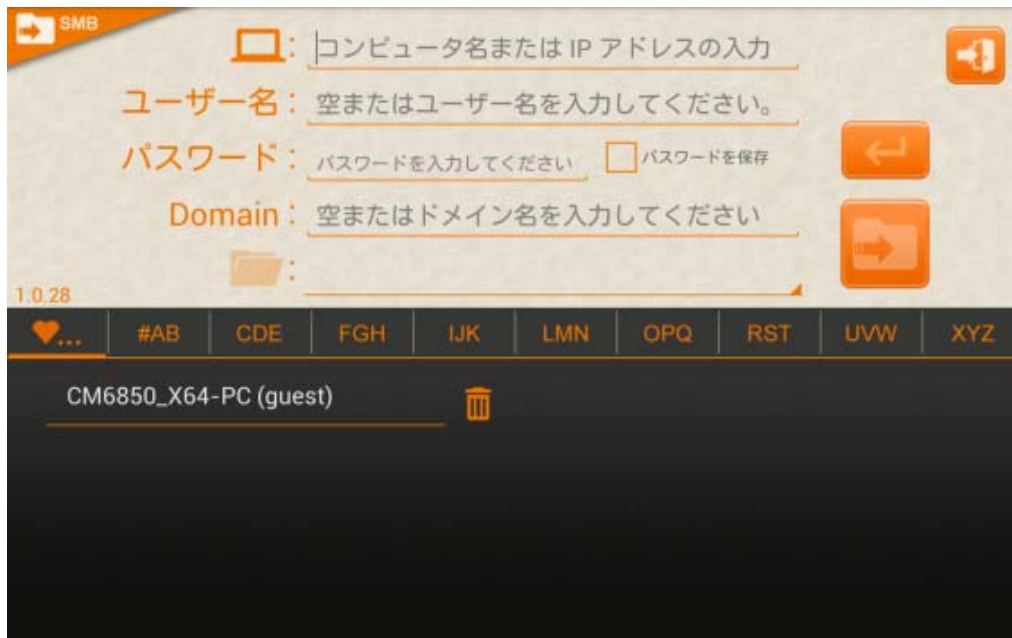 SMB
: コンピュータ名または IP アドレスの入力
ユーザー名 : 空またはユーザー名を入力してください。
パスワード : パスワードを入力してください パスワードを保存
Domain : 空またはドメイン名を入力してください
:
1.0.28
... #AB CDE FGH IJK LMN OPQ RST UVW XYZ
CM6850_X64-PC (guest)